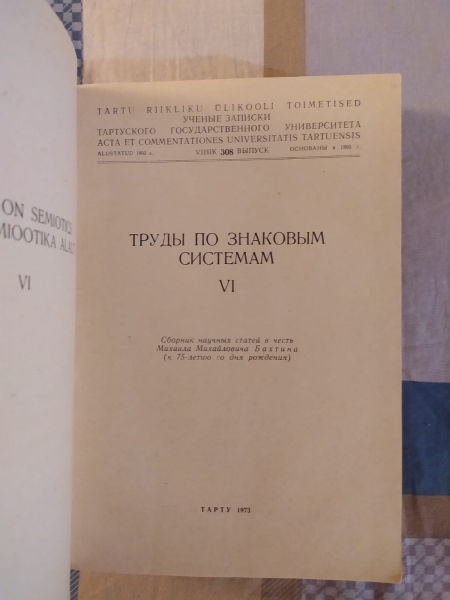 ON SEMIOTICS
MIOOTIKA ALAL
VI
TARTU RIIKLIKU ÜLIKOOLI TOIMETISED
УЧЕНЫЕ ЗАПИСКИ
ТАРТУСКОГО ГОСУДАРСТВЕННОГО УНИВЕРСИТЕТА
ACTA ET COMMENTATIONES UNIVERSITATIS TARTUENSIS
ALUSTATUD 1893 a. VIHIK 308 ВЫПУСК ОСНОВАНЫ в 1893 г.
ТРУДЫ ПО ЗНАКОВЫМ
СИСТЕМАМ
VI
Сборник научных статей в честь
Михаила Михайловича Бахтина
(к 75-летию со дня рождения)
ТАРТУ 1973